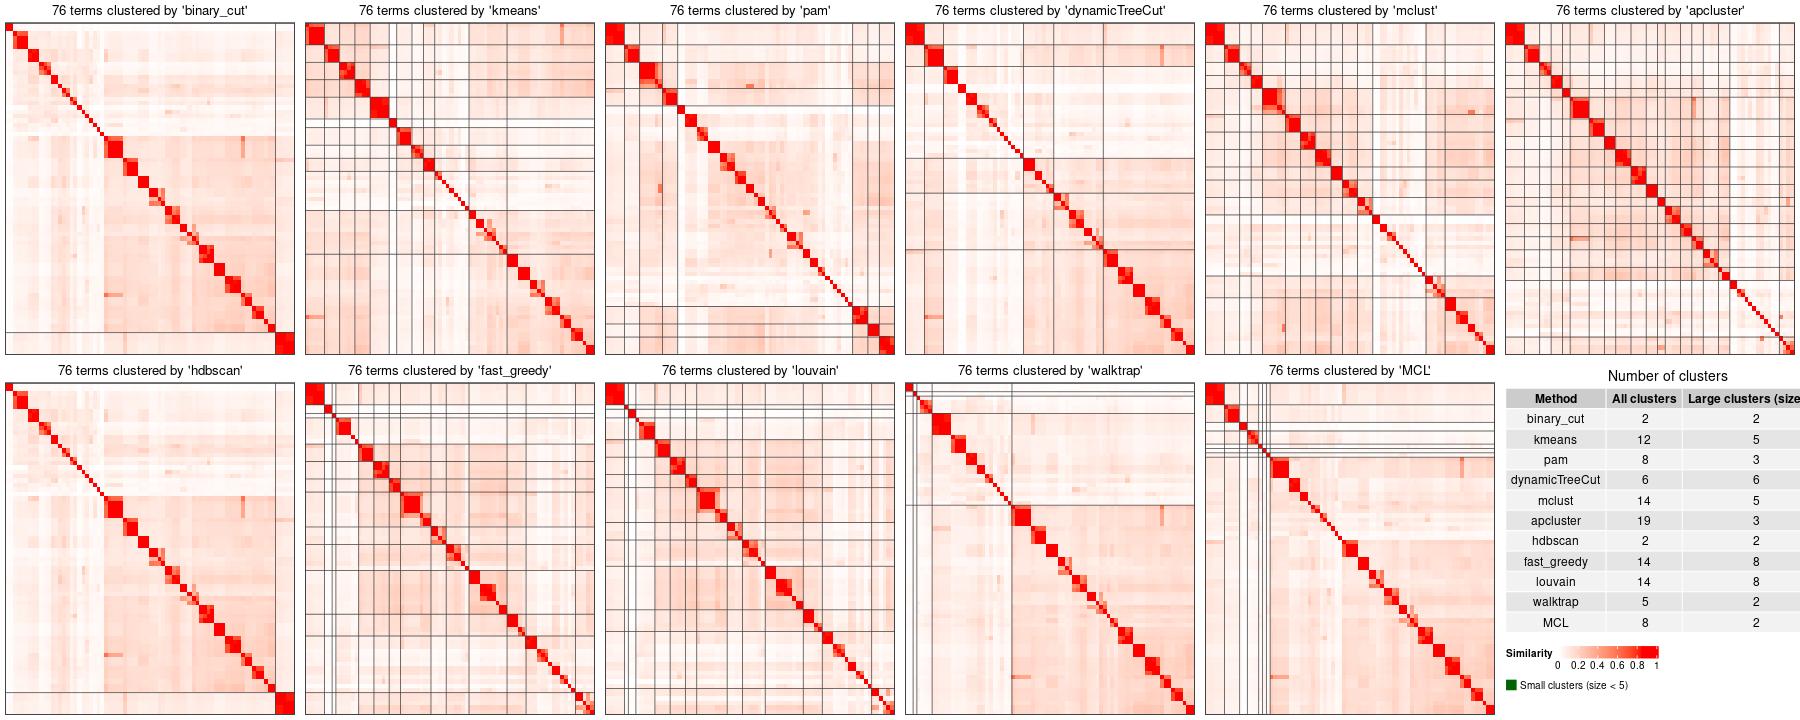 76 terms clustered by 'binary_cut'
76 terms clustered by 'kmeans'
76 terms clustered by 'pam'
76 terms clustered by 'dynamicTreeCut'
76 terms clustered by 'mclust'
76 terms clustered by 'apcluster'
76 terms clustered by 'hdbscan'
76 terms clustered by 'fast_greedy'
76 terms clustered by 'louvain'
76 terms clustered by 'walktrap'
76 terms clustered by 'MCL'
Number of clusters
Method All clusters Large clusters (size
binary_cut 2 2
kmeans 12 5
pam 8 3
dynamicTreeCut 6 6
mclust 14 5
apcluster 19 3
hdbscan 2 2
fast_greedy 14 8
louvain 14 8
walktrap 5 2
MCL 8 2
Similarity
0 0.2 0.4 0.6 0.8 1
Small clusters (size < 5)